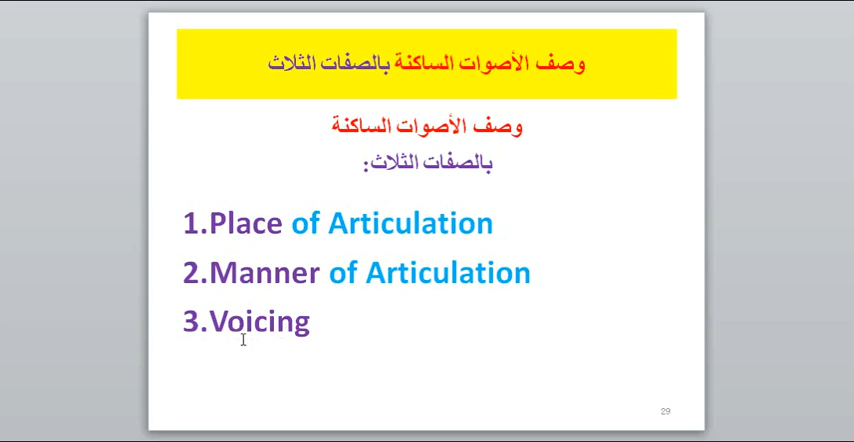 وصف الأصوات الساكنة بالصفات الثلاث
وصف الأصوات الساكنة
بالصفات الثلاث:
1.Place of Articulation
2.Manner of Articulation
3.Voicing
29